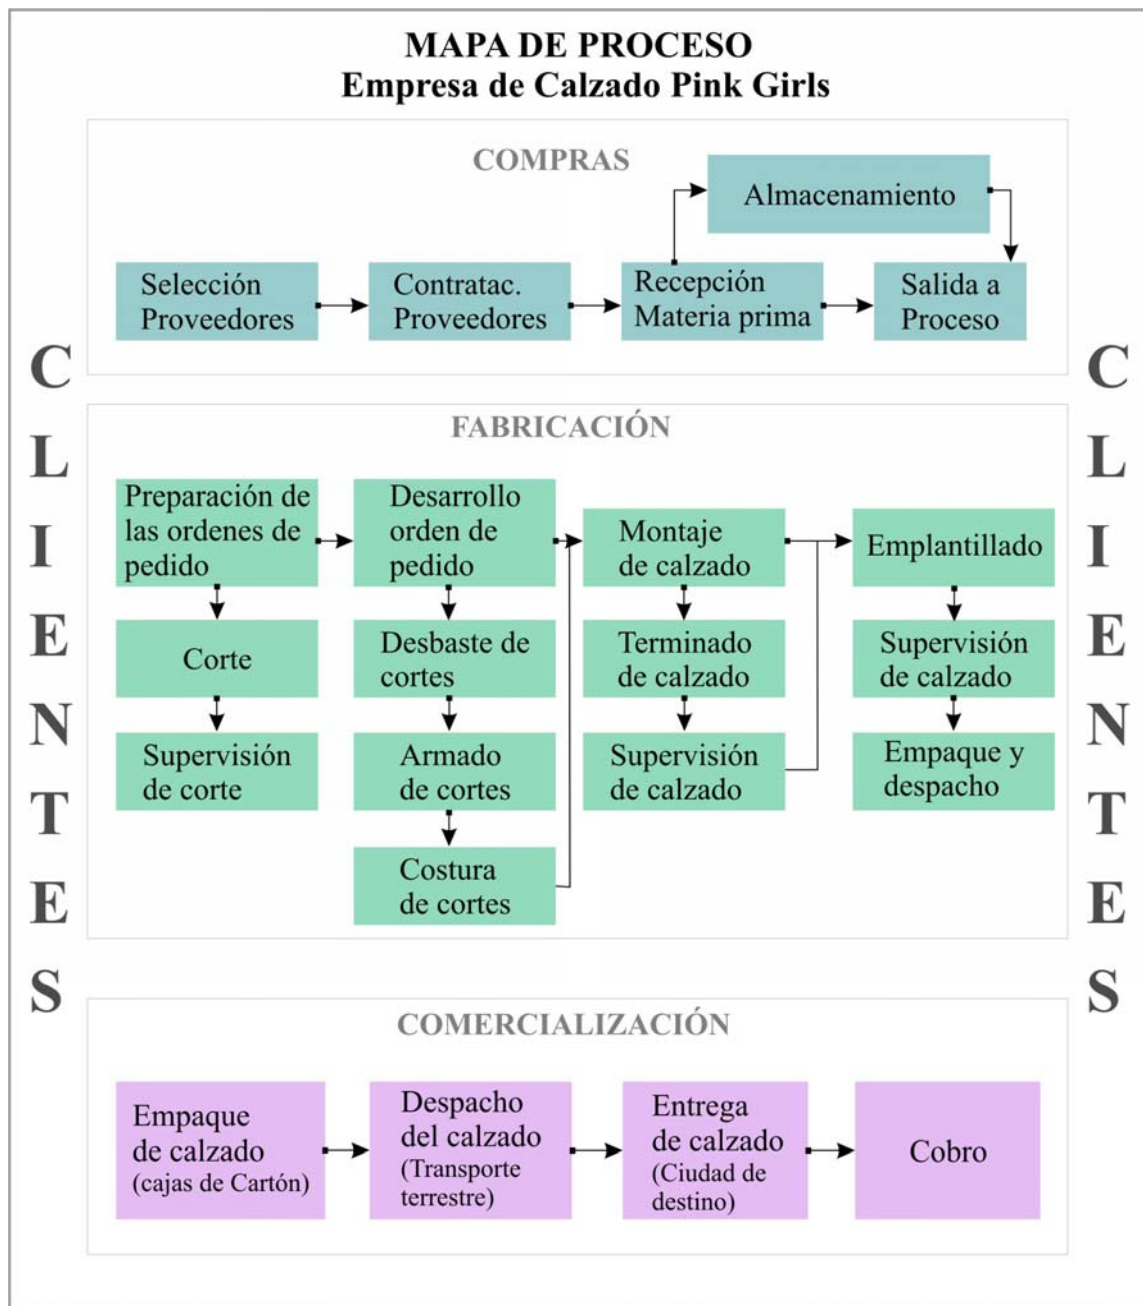 MAPA DE PROCESO
Empresa de Calzado Pink Girls
COMPRAS
Almacenamiento
Selección
Proveedores
Contratac.
Proveedores
Recepción
Materia prima
Salida a
Proceso
CLIENTES
CLIENTES
FABRICACIÓN
Preparación de
las ordenes de
pedido
Desarrollo
orden de
pedido
Montaje
de calzado
Emplantillado
Corte
Desbaste de
cortes
Terminado
de calzado
Supervisión
de calzado
Supervisión
de corte
Armado
de cortes
Supervisión
de calzado
Empaque y
despacho
Costura
de cortes
COMERCIALIZACIÓN
Empaque
de calzado
(cajas de Cartón)
Despacho
del calzado
(Transporte
terrestre)
Entrega
de calzado
(Ciudad de
destino)
Cobro